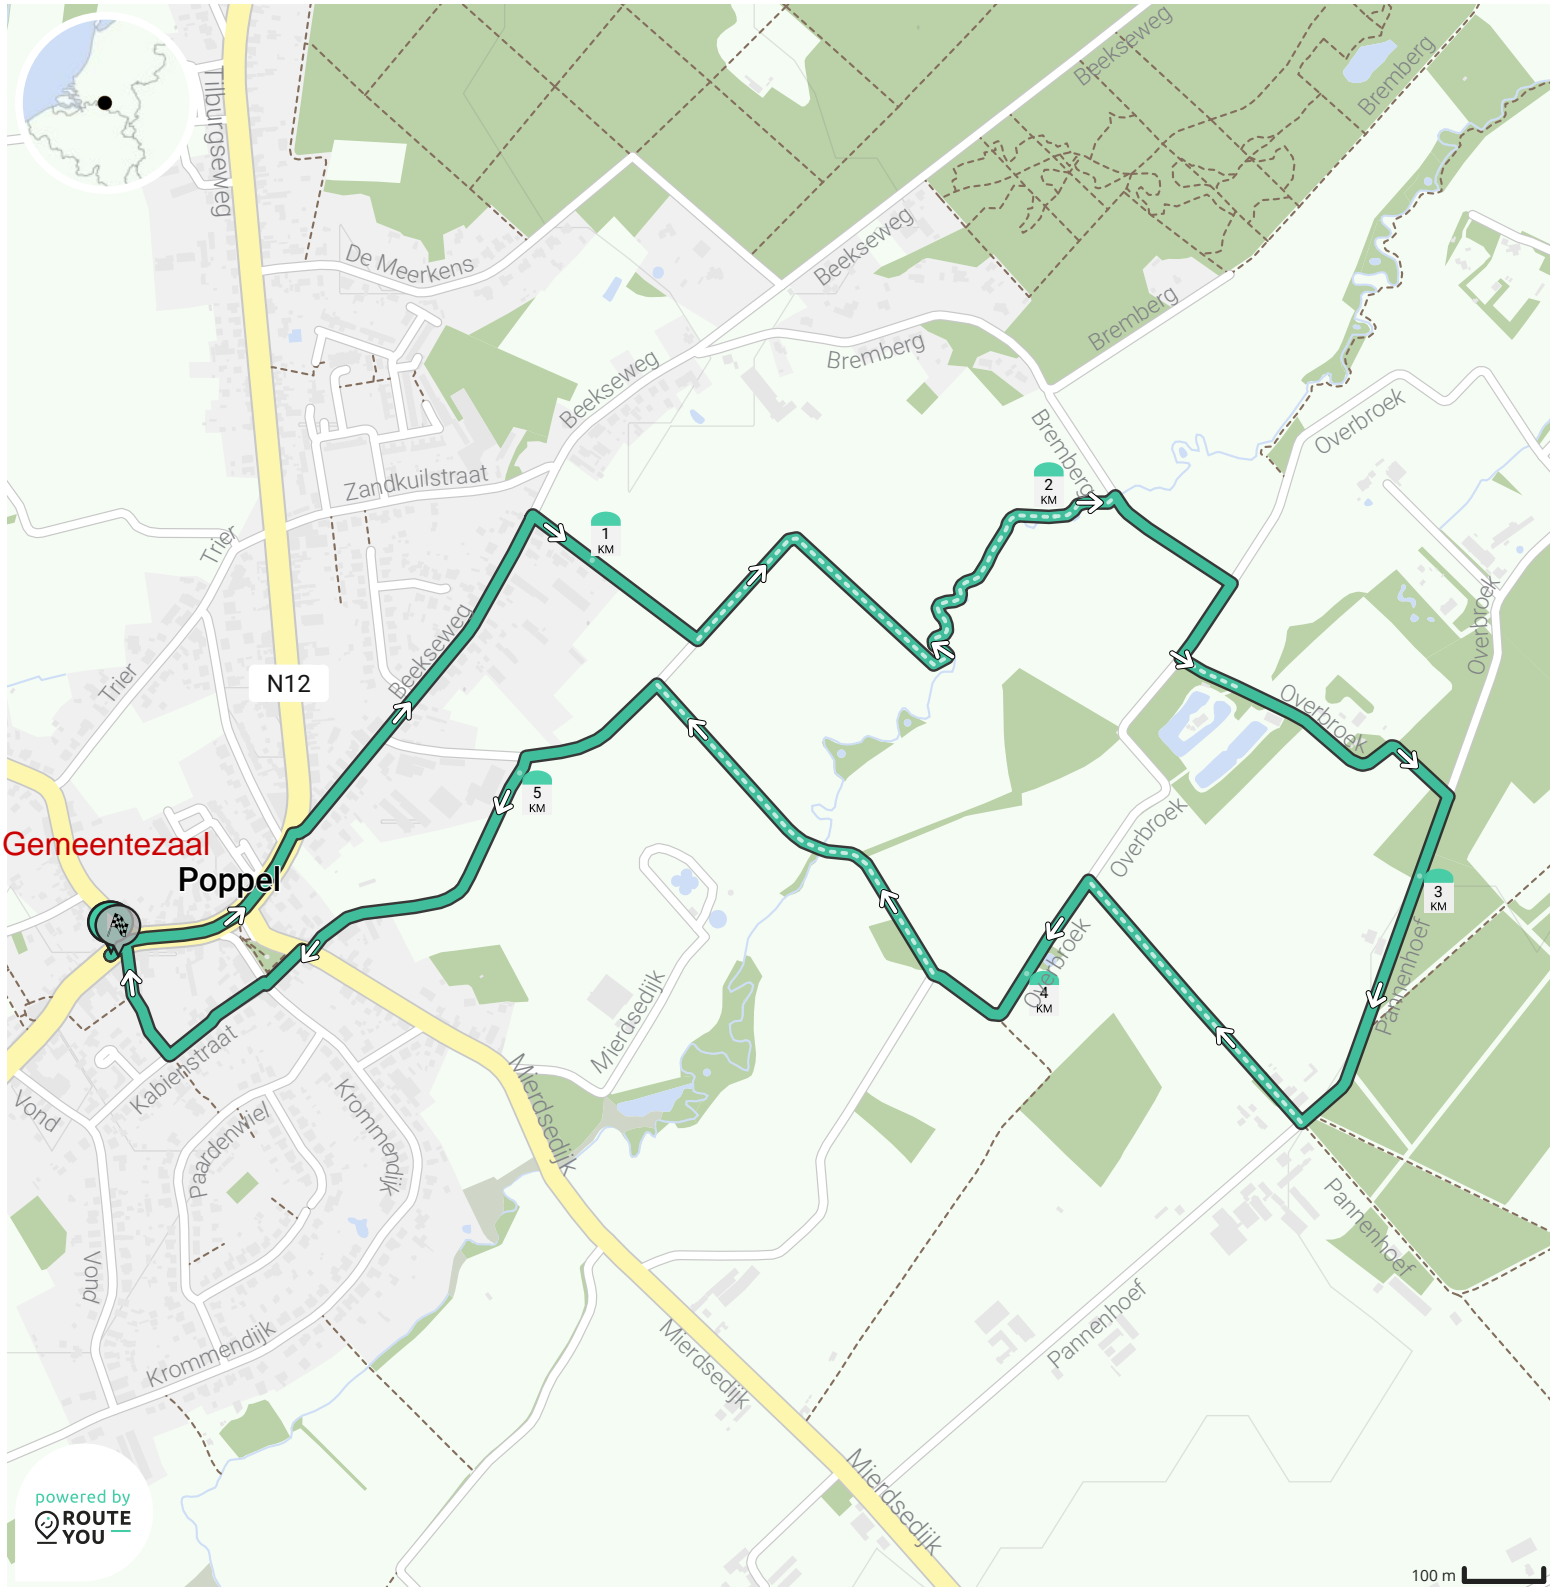 Beekseweg
Bremberg
Tilburgseweg
Beekseweg
De Meerkens
Bremberg
Bremberg
Beekseweg
Overbroek
Bremberg
Zandkuilstraat
2
KM
1
KM
Trier
Overbroek
Beekseweg
Trier
N12
Overbroek
5
KM
Overbroek
Gemeentezaal
Poppel
3
KM
Overbroek
Pannenhoef
4
KM
Mierdsedijk
Kabienstraat
Vond
Mierdsedijk
Krommendijk
Paardenwiel
Pannenhoef
Vond
Pannenhoef
Krommendijk
Mierdsedijk
Mierdsedijk
powered by
ROUTE
YOU
100 m